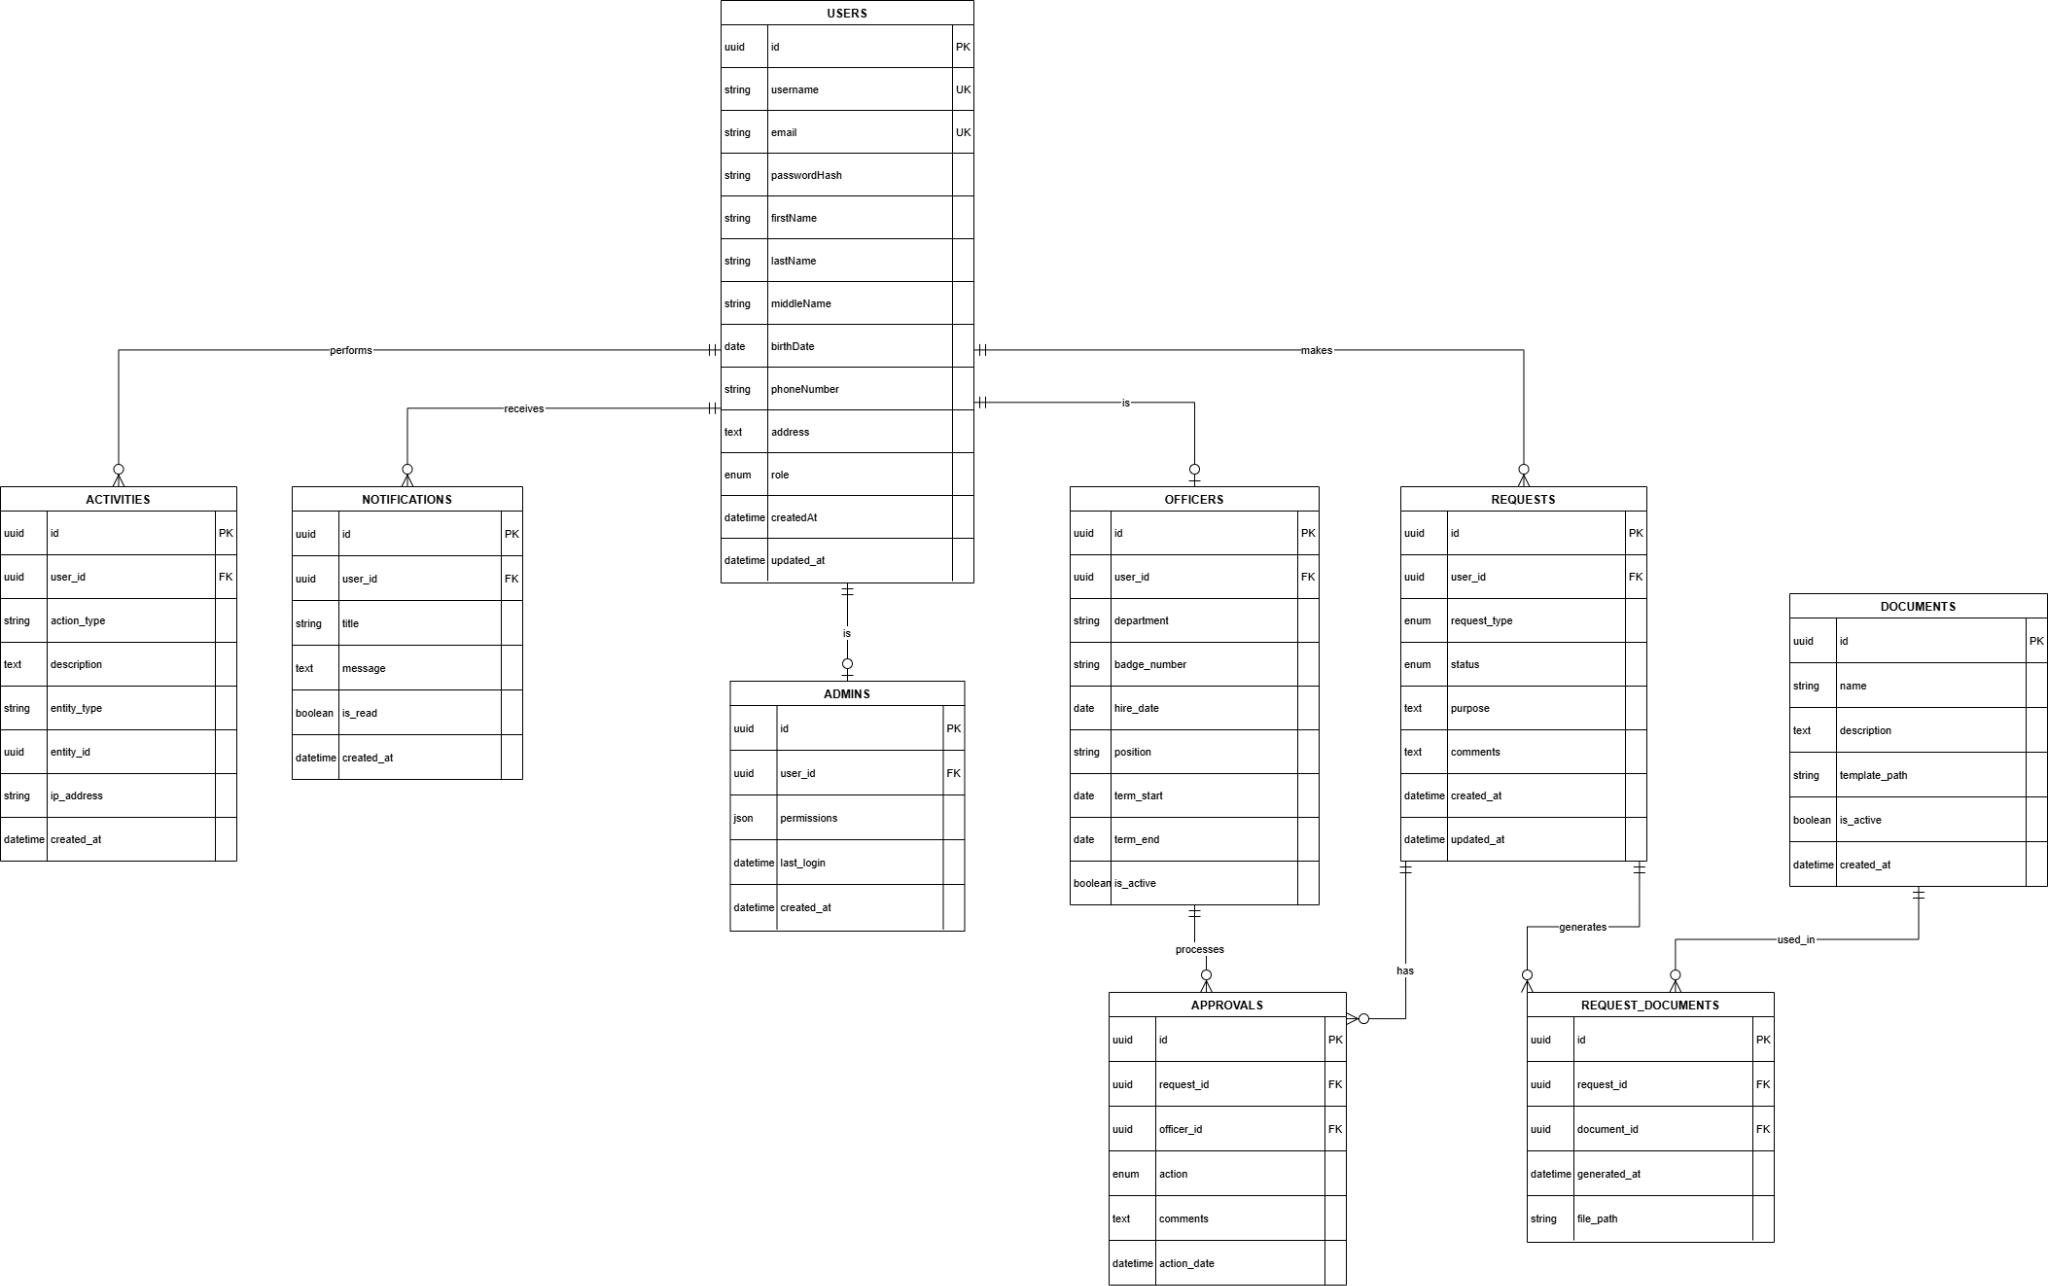 USERS
uuid id PK
string username UK
string email UK
string passwordHash
string firstName
string lastName
string middleName
date birthDate
string phoneNumber
text address
enum role
datetime createdAt
datetime updated_at
performs
receives
makes
is
is
ACTIVITIES
uuid id PK
uuid user_id FK
string action_type
text description
string entity_type
uuid entity_id
string ip_address
datetime created_at
NOTIFICATIONS
uuid id PK
uuid user_id FK
string title
text message
boolean is_read
datetime created_at
ADMINS
uuid id PK
uuid user_id FK
json permissions
datetime last_login
datetime created_at
OFFICERS
uuid id PK
uuid user_id FK
string department
string badge_number
date hire_date
string position
date term_start
date term_end
boolean is_active
REQUESTS
uuid id PK
uuid user_id FK
enum request_type
enum status
text purpose
text comments
datetime created_at
datetime updated_at
DOCUMENTS
uuid id PK
string name
text description
string template_path
boolean is_active
datetime created_at
processes
has
generates
used_in
APPROVALS
uuid id PK
uuid request_id FK
uuid officer_id FK
enum action
text comments
datetime action_date
REQUEST_DOCUMENTS
uuid id PK
uuid request_id FK
uuid document_id FK
datetime generated_at
string file_path